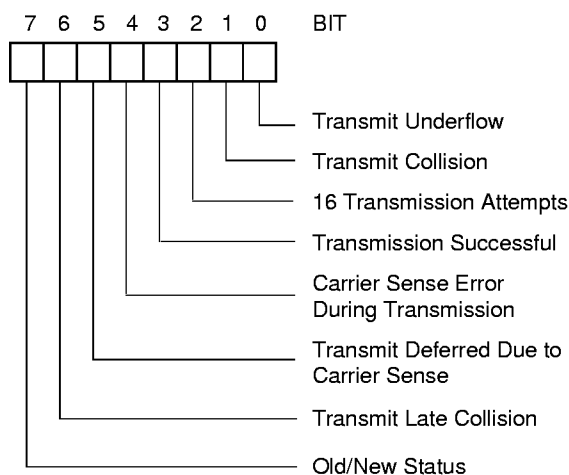 7 6 5 4 3 2 1 0 BIT
Transmit Underflow
Transmit Collision
16 Transmission Attempts
Transmission Successful
Carrier Sense Error
During Transmission
Transmit Deferred Due to
Carrier Sense
Transmit Late Collision
Old/New Status